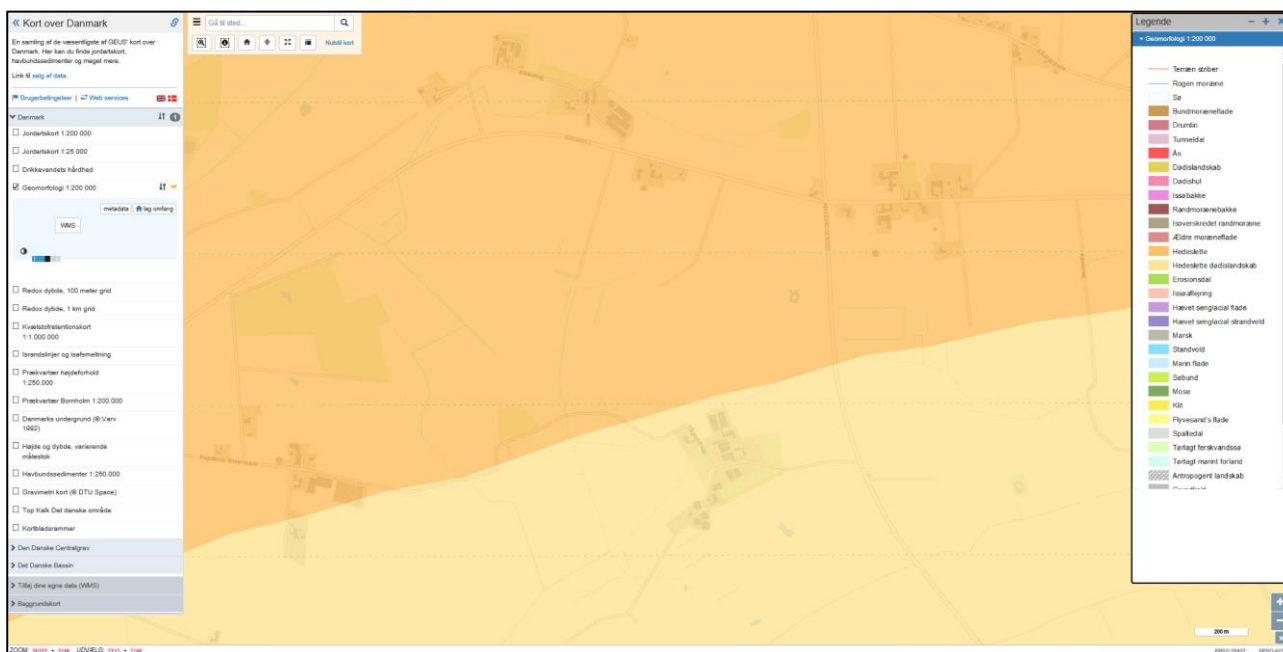 « Kort over Danmark
En samling af de væsentligste af GEUS' kort over
Danmark. Her kan du finde jordartskort,
havbundssedimenter og meget mere.
Link til salg af data.
Brugerbetingelser | Web services
Danmark
1
Jordartskort 1:200 000
Jordartskort 1:25 000
Drikkevandets hårdhed
Geomorfologi 1:200 000
metadata
lag omfang
WMS
Redox dybde, 100 meter grid
Redox dybde, 1 km grid
Kvælstofretentionskort
1:1.000.000
Israndslinjer og isafsmeltning
Prækvartær højdeforhold
1:250.000
Prækvartær Bornholm 1:200.000
Danmarks undergrund (® Varv
1992)
Højde og dybde, varierende
målestok
Havbundssedimenter 1:250.000
Gravimetri kort (® DTU Space)
Top Kalk Det danske område
Kortbladsrammer
Den Danske Centralgrav
Det Danske Bassin
Tilføj dine egne data (WMS)
Baggrundskort
ZOOM: Shift + træk UDVÆLG: Ctrl + træk
Gå til sted...
Nulstil kort
Legende
Geomorfologi 1:200 000
Terræn striber
Rogen moræne
Sø
Bundmoræneflade
Drumlin
Tunneldal
Ås
Dødislandskab
Dødishul
Issøbakke
Randmorænebakke
Isoverskredet randmoræne
Ældre moræneflade
Hedeslette
Hedeslette dødislandskab
Erosionsdal
Issøaflejring
Hævet senglacial flade
Hævet senglacial strandvold
Marsk
Standvold
Marin flade
Søbund
Mose
Klit
Flyvesand's flade
Spaltedal
Tørlagt ferskvandssø
Tørlagt marint forland
Antropogent landskab
200 m